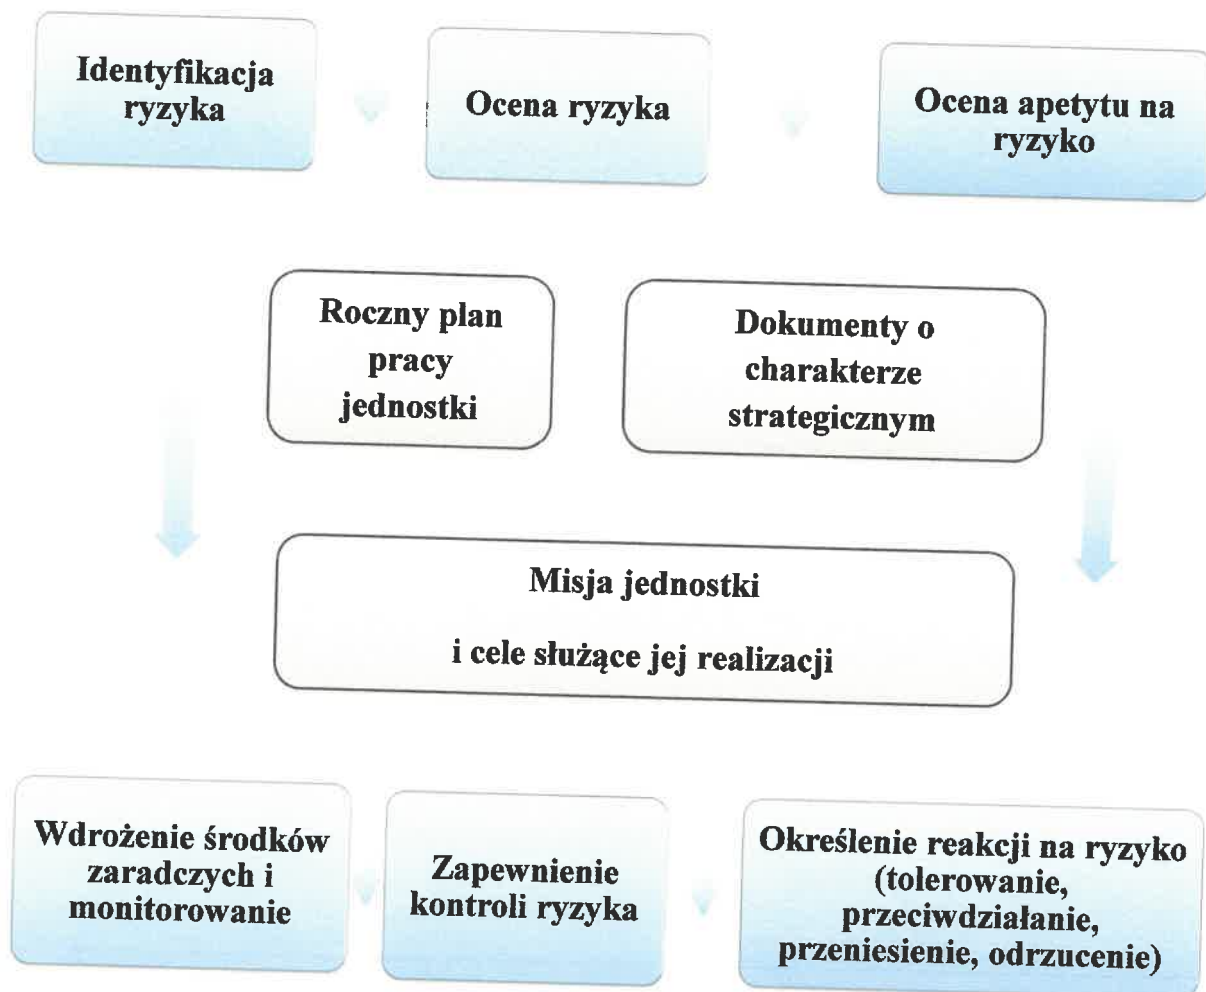 Identyfikacja
ryzyka
Ocena ryzyka
Ocena apetytu na
ryzyko
Roczny plan
pracy
jednostki
Dokumenty o
charakterze
strategicznym
Misja jednostki
i cele służące jej realizacji
Wdrożenie środków
zaradczych i
monitorowanie
Zapewnienie
kontroli ryzyka
Określenie reakcji na ryzyko
(tolerowanie,
przeciwdziałanie,
przeniesienie, odrzucenie)